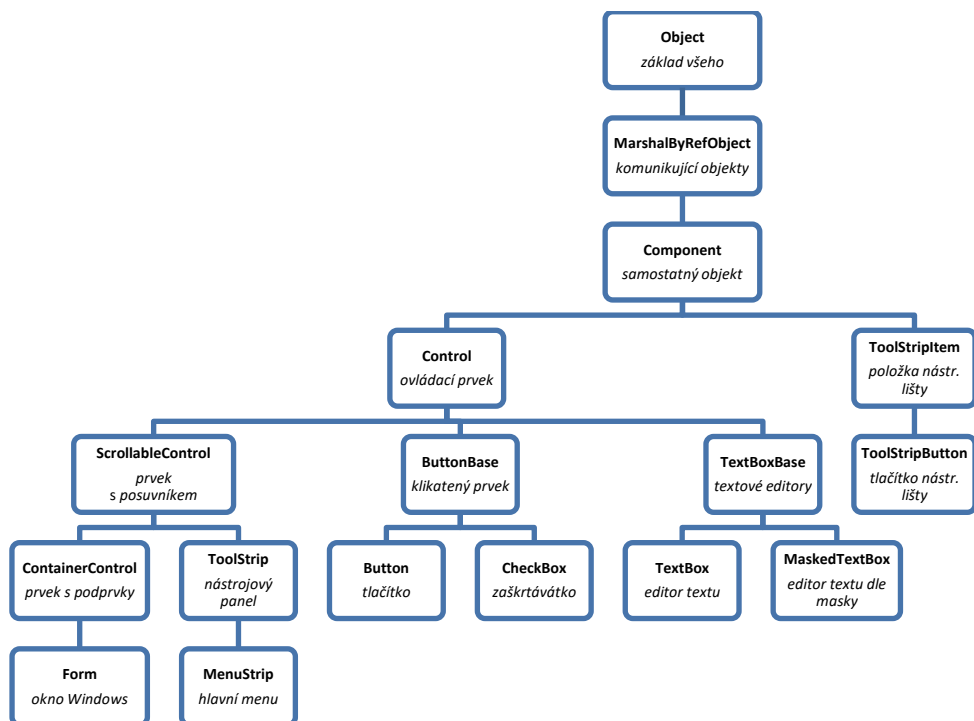 Object
základ všeho
MarshalByRefObject
komunikující objekty
Component
samostatný objekt
Control
ovládací prvek
ToolStripItem
položka nástr.
lišty
ScrollableControl
prvek
s posuvníkem
ButtonBase
klikatený prvek
TextBoxBase
textové editory
ToolStripButton
tlačítko nástr.
lišty
ContainerControl
prvek s podprvky
ToolStrip
nástrojový
panel
Button
tlačítko
CheckBox
zaškrtávátko
TextBox
editor textu
MaskedTextBox
editor textu dle
masky
Form
okno Windows
MenuStrip
hlavní menu